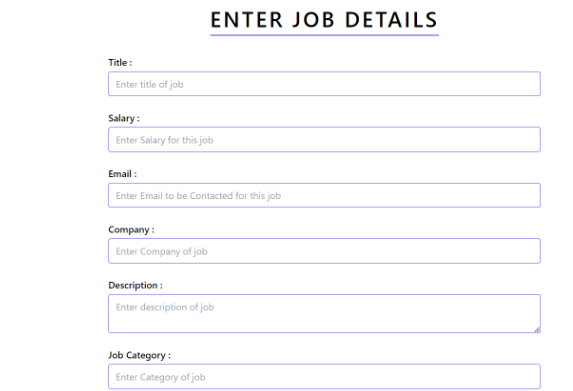 ENTER JOB DETAILS
Title :
Enter title of job
Salary :
Enter Salary for this job
Email :
Enter Email to be Contacted for this job
Company :
Enter Company of job
Description :
Enter description of job
Job Category :
Enter Category of job